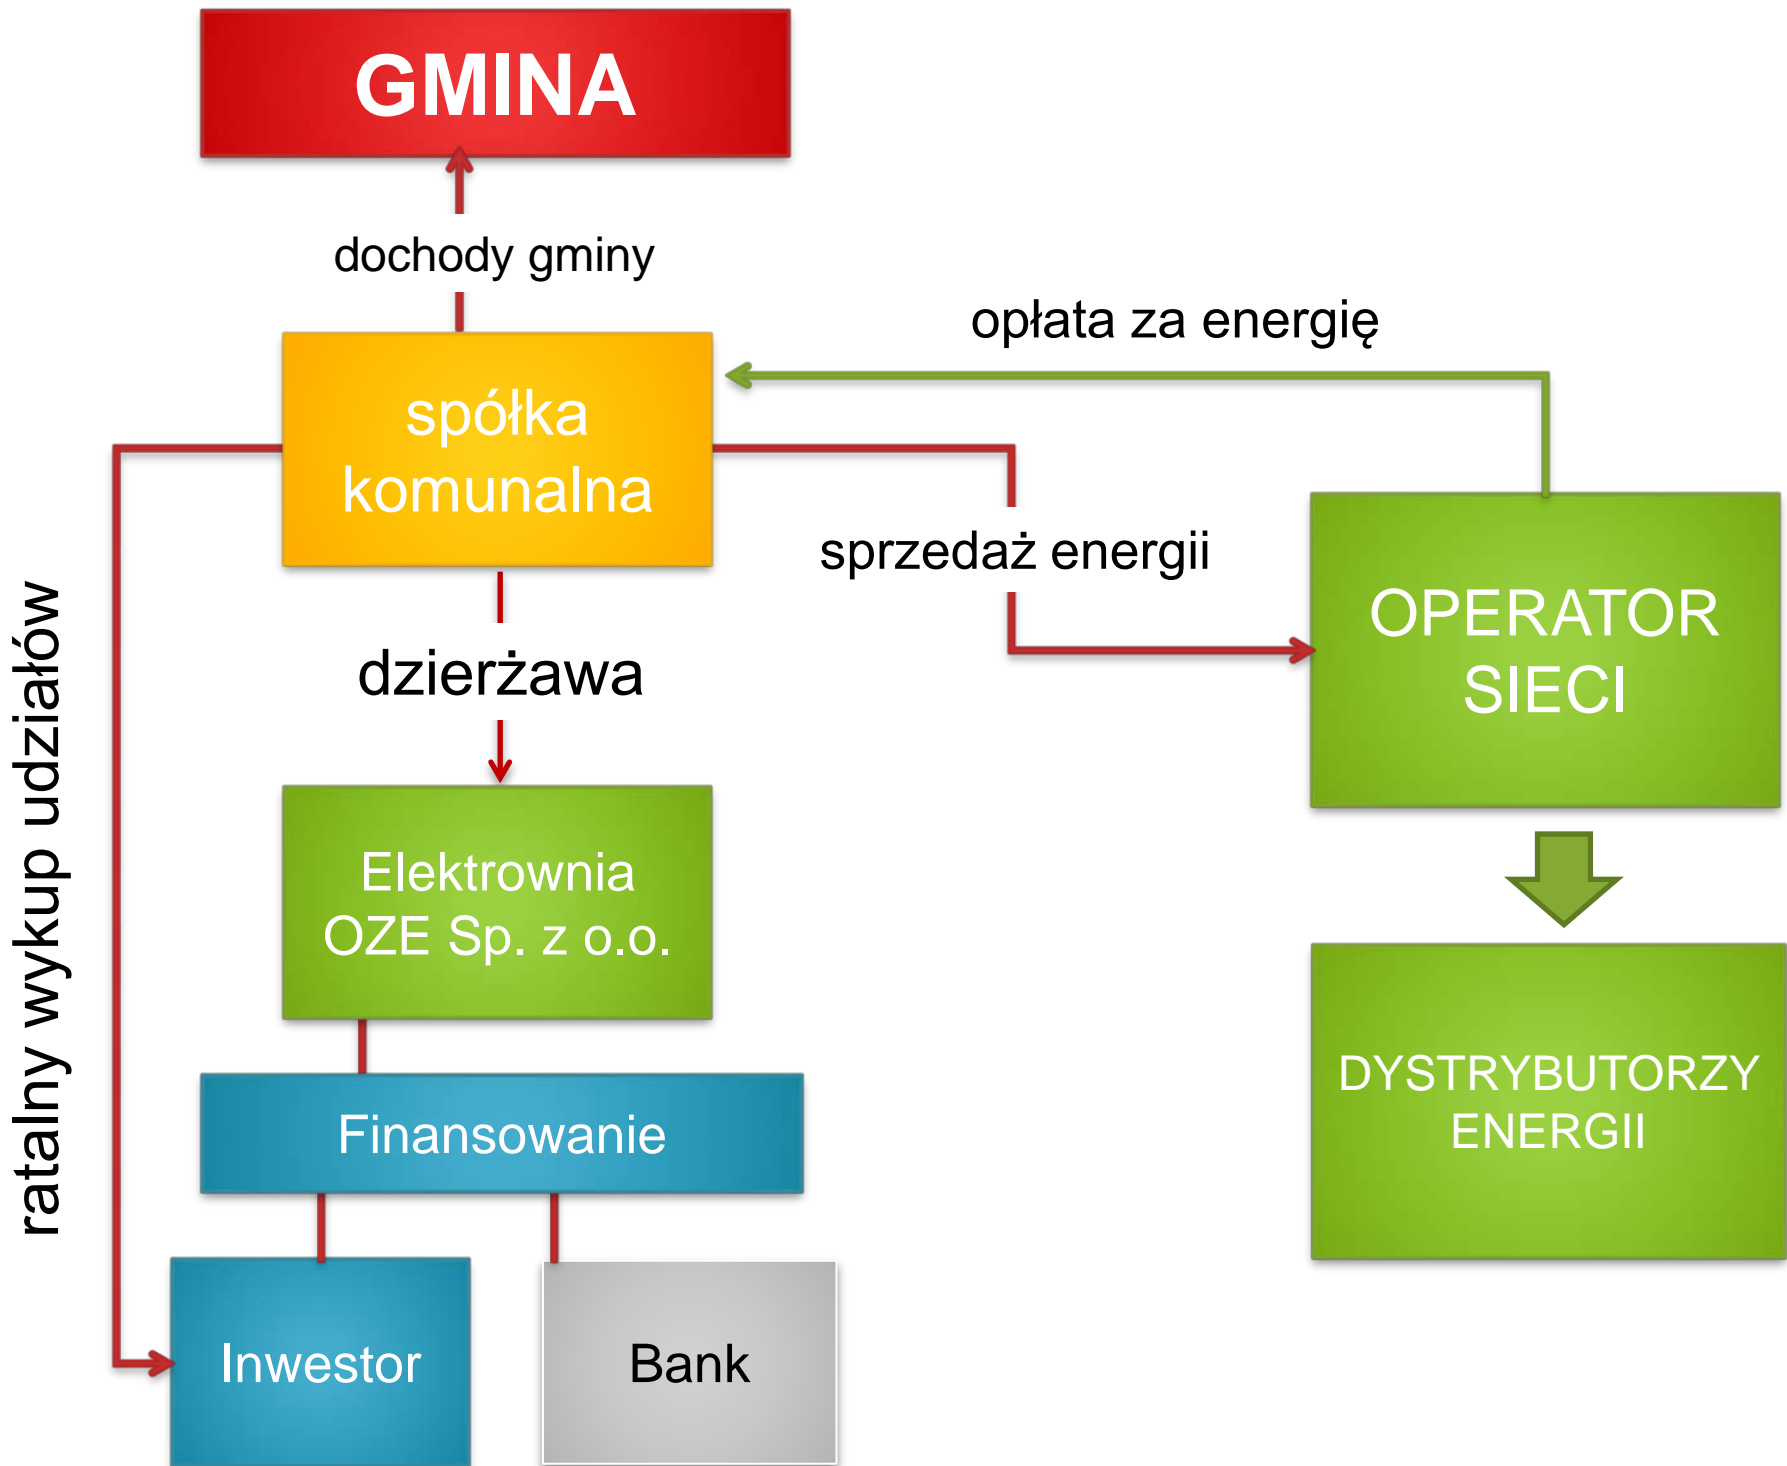 GMINA
dochody gminy
opłata za energię
spółka
komunalna
sprzedaż energii
OPERATOR
SIECI
dzierżawa
ratalny wykup udziałów
Elektrownia
OZE Sp. z o.o.
DYSTRYBUTORZY
ENERGII
Finansowanie
Inwestor
Bank